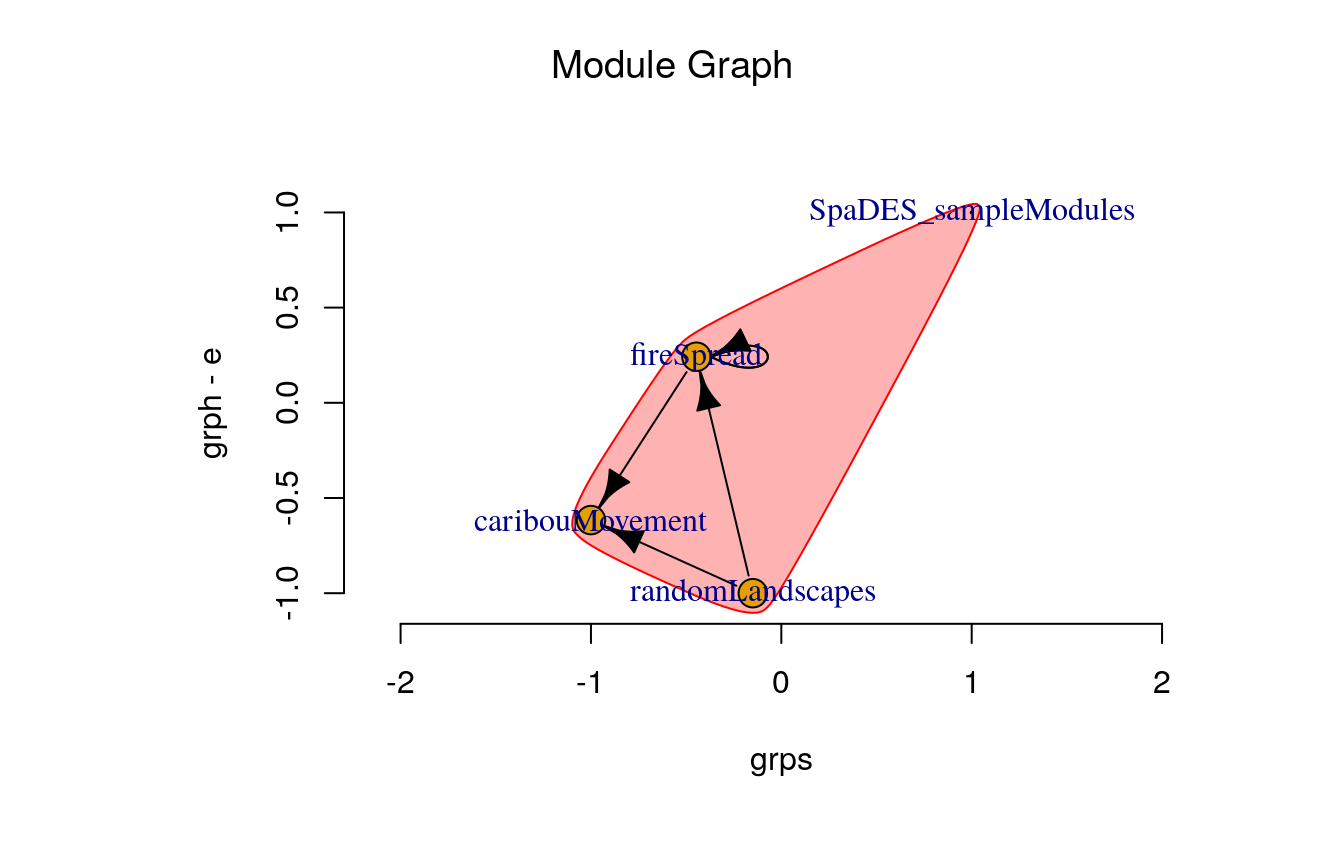 Module Graph
SpaDES_sampleModules
fireSpread
caribouMovement
randomLandscapes
grph - e
1.0
0.5
0.0
-0.5
-1.0
-2 -1 0 1 2
grps